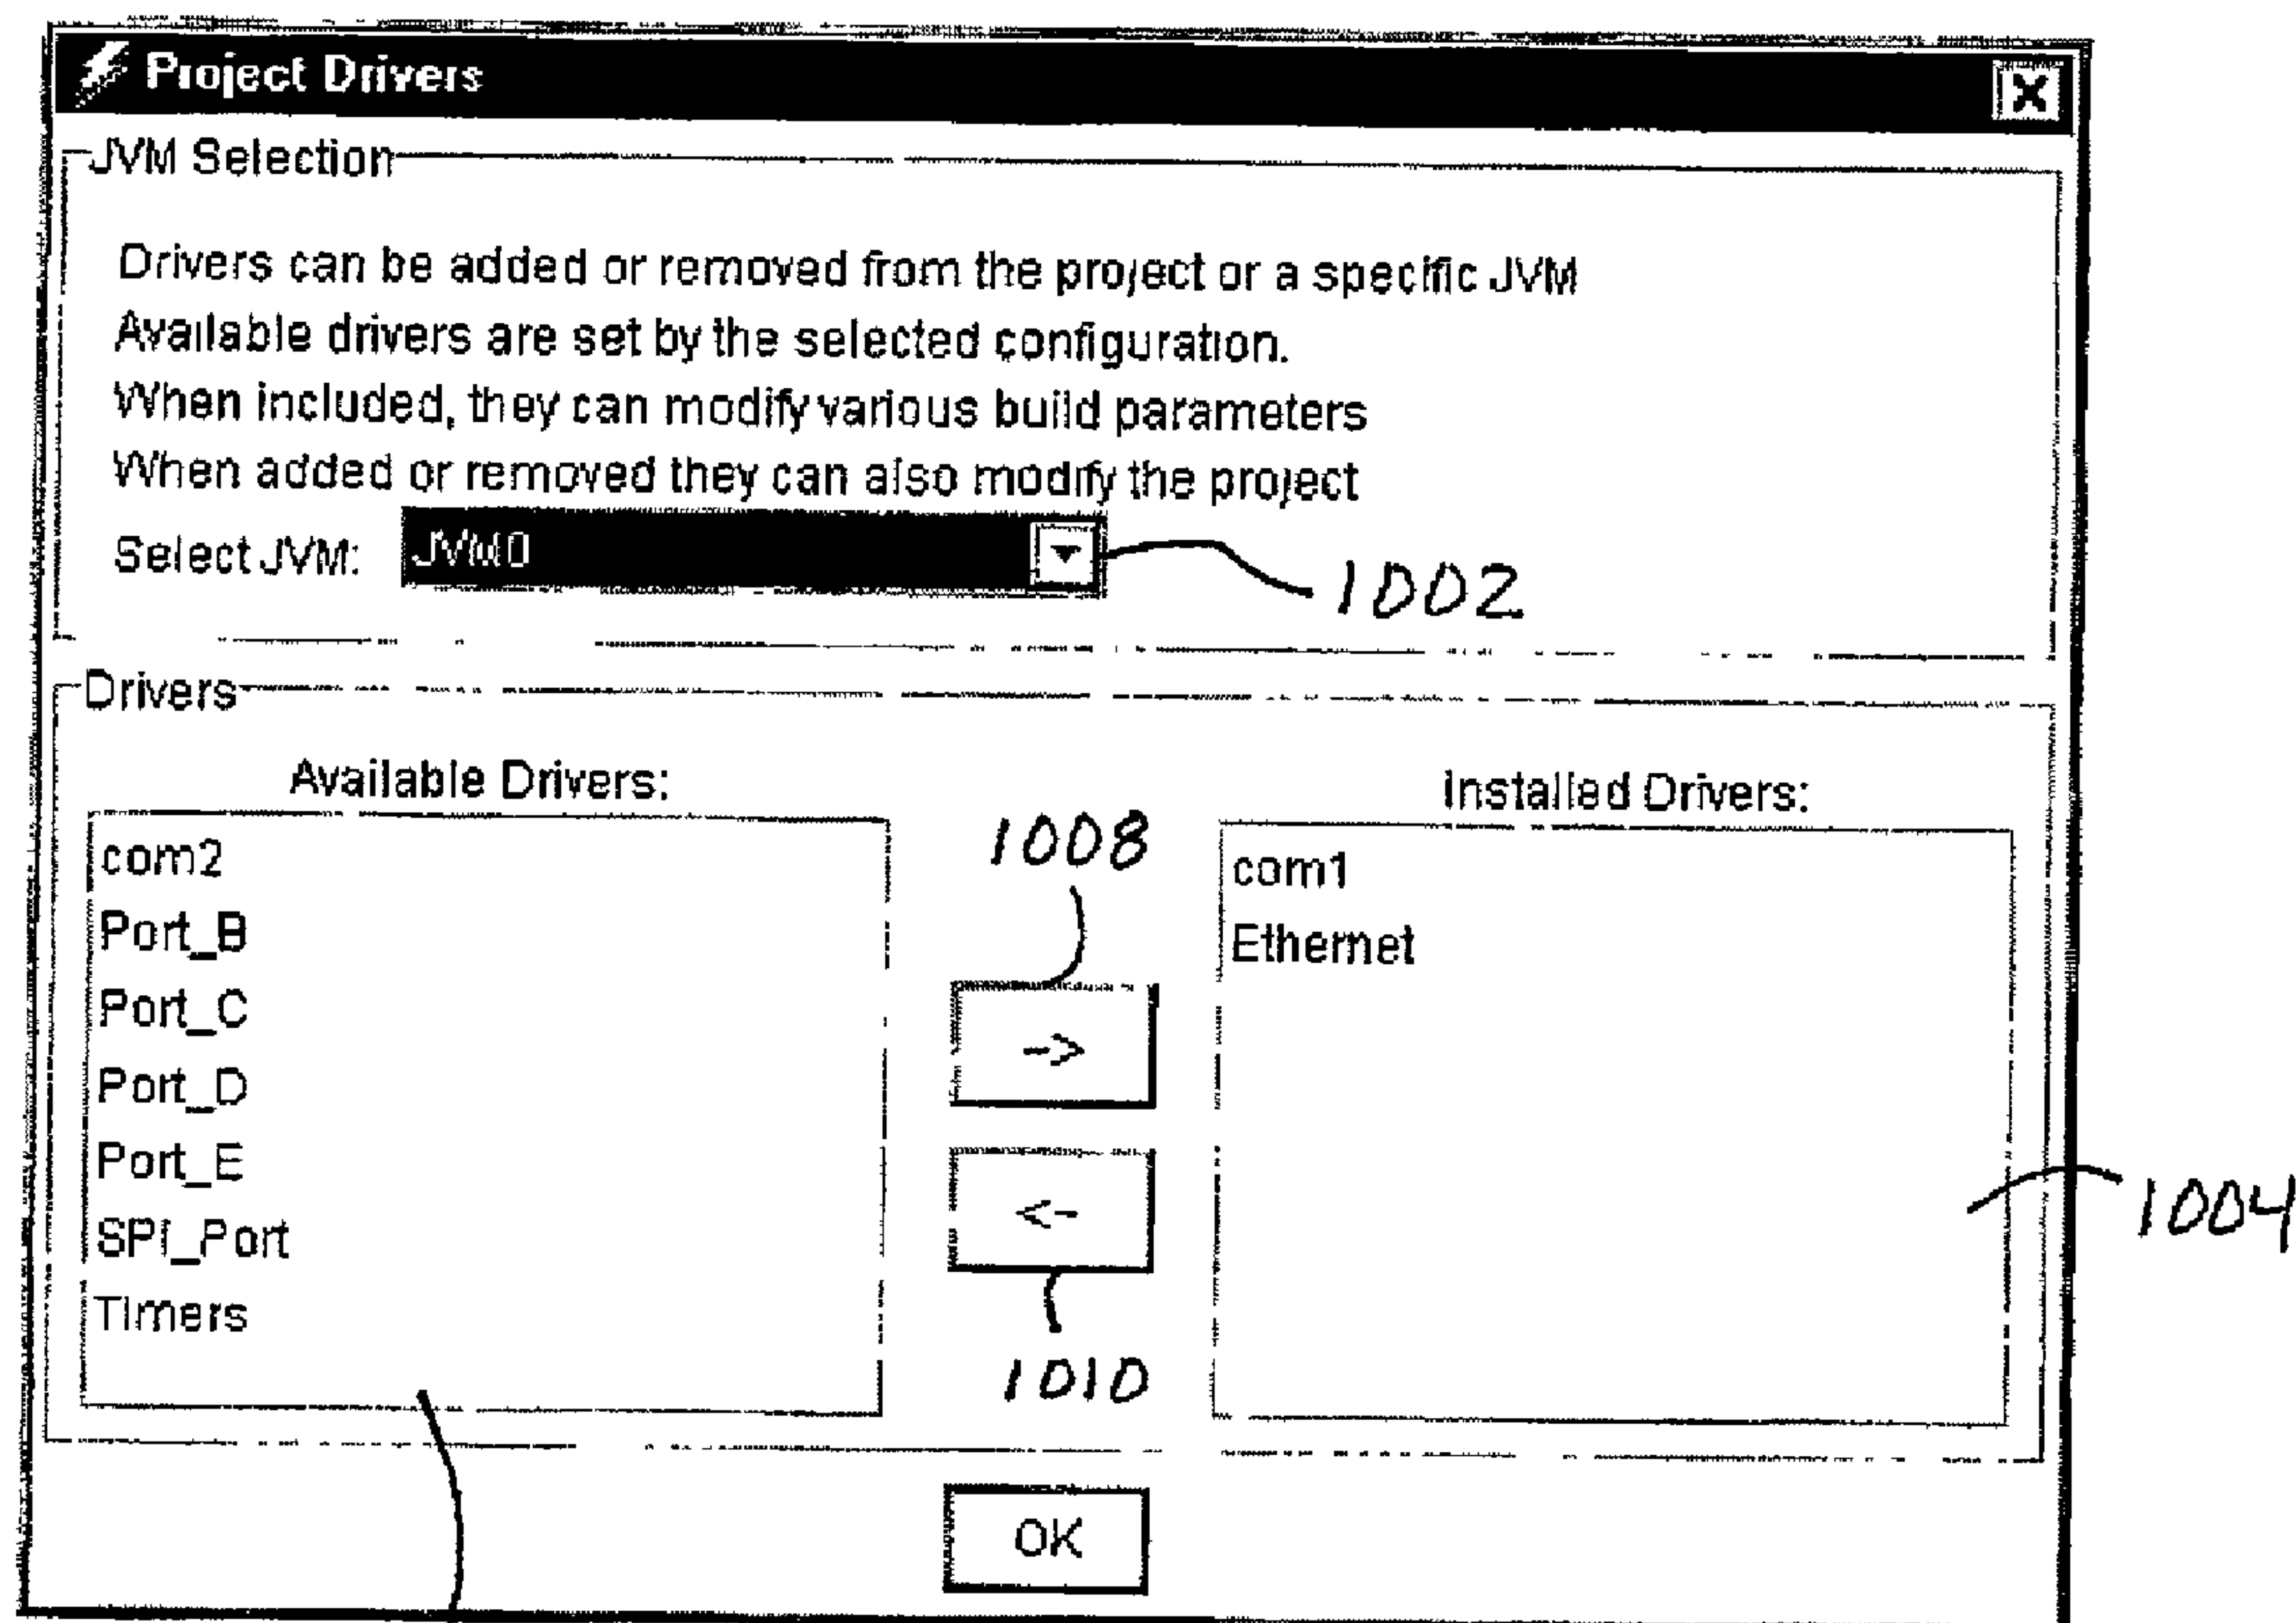 Project Drivers
JVM Selection
Drivers can be added or removed from the project or a specific JVM
Available drivers are set by the selected configuration.
When included, they can modify various build parameters
When added or removed they can also modify the project
Select JVM: JVM0
1002
Drivers
Available Drivers:
com2
Port_B
Port_C
Port_D
Port_E
SPI_Port
Timers
1008
->
<-
1010
Installed Drivers:
com1
Ethernet
1004
OK